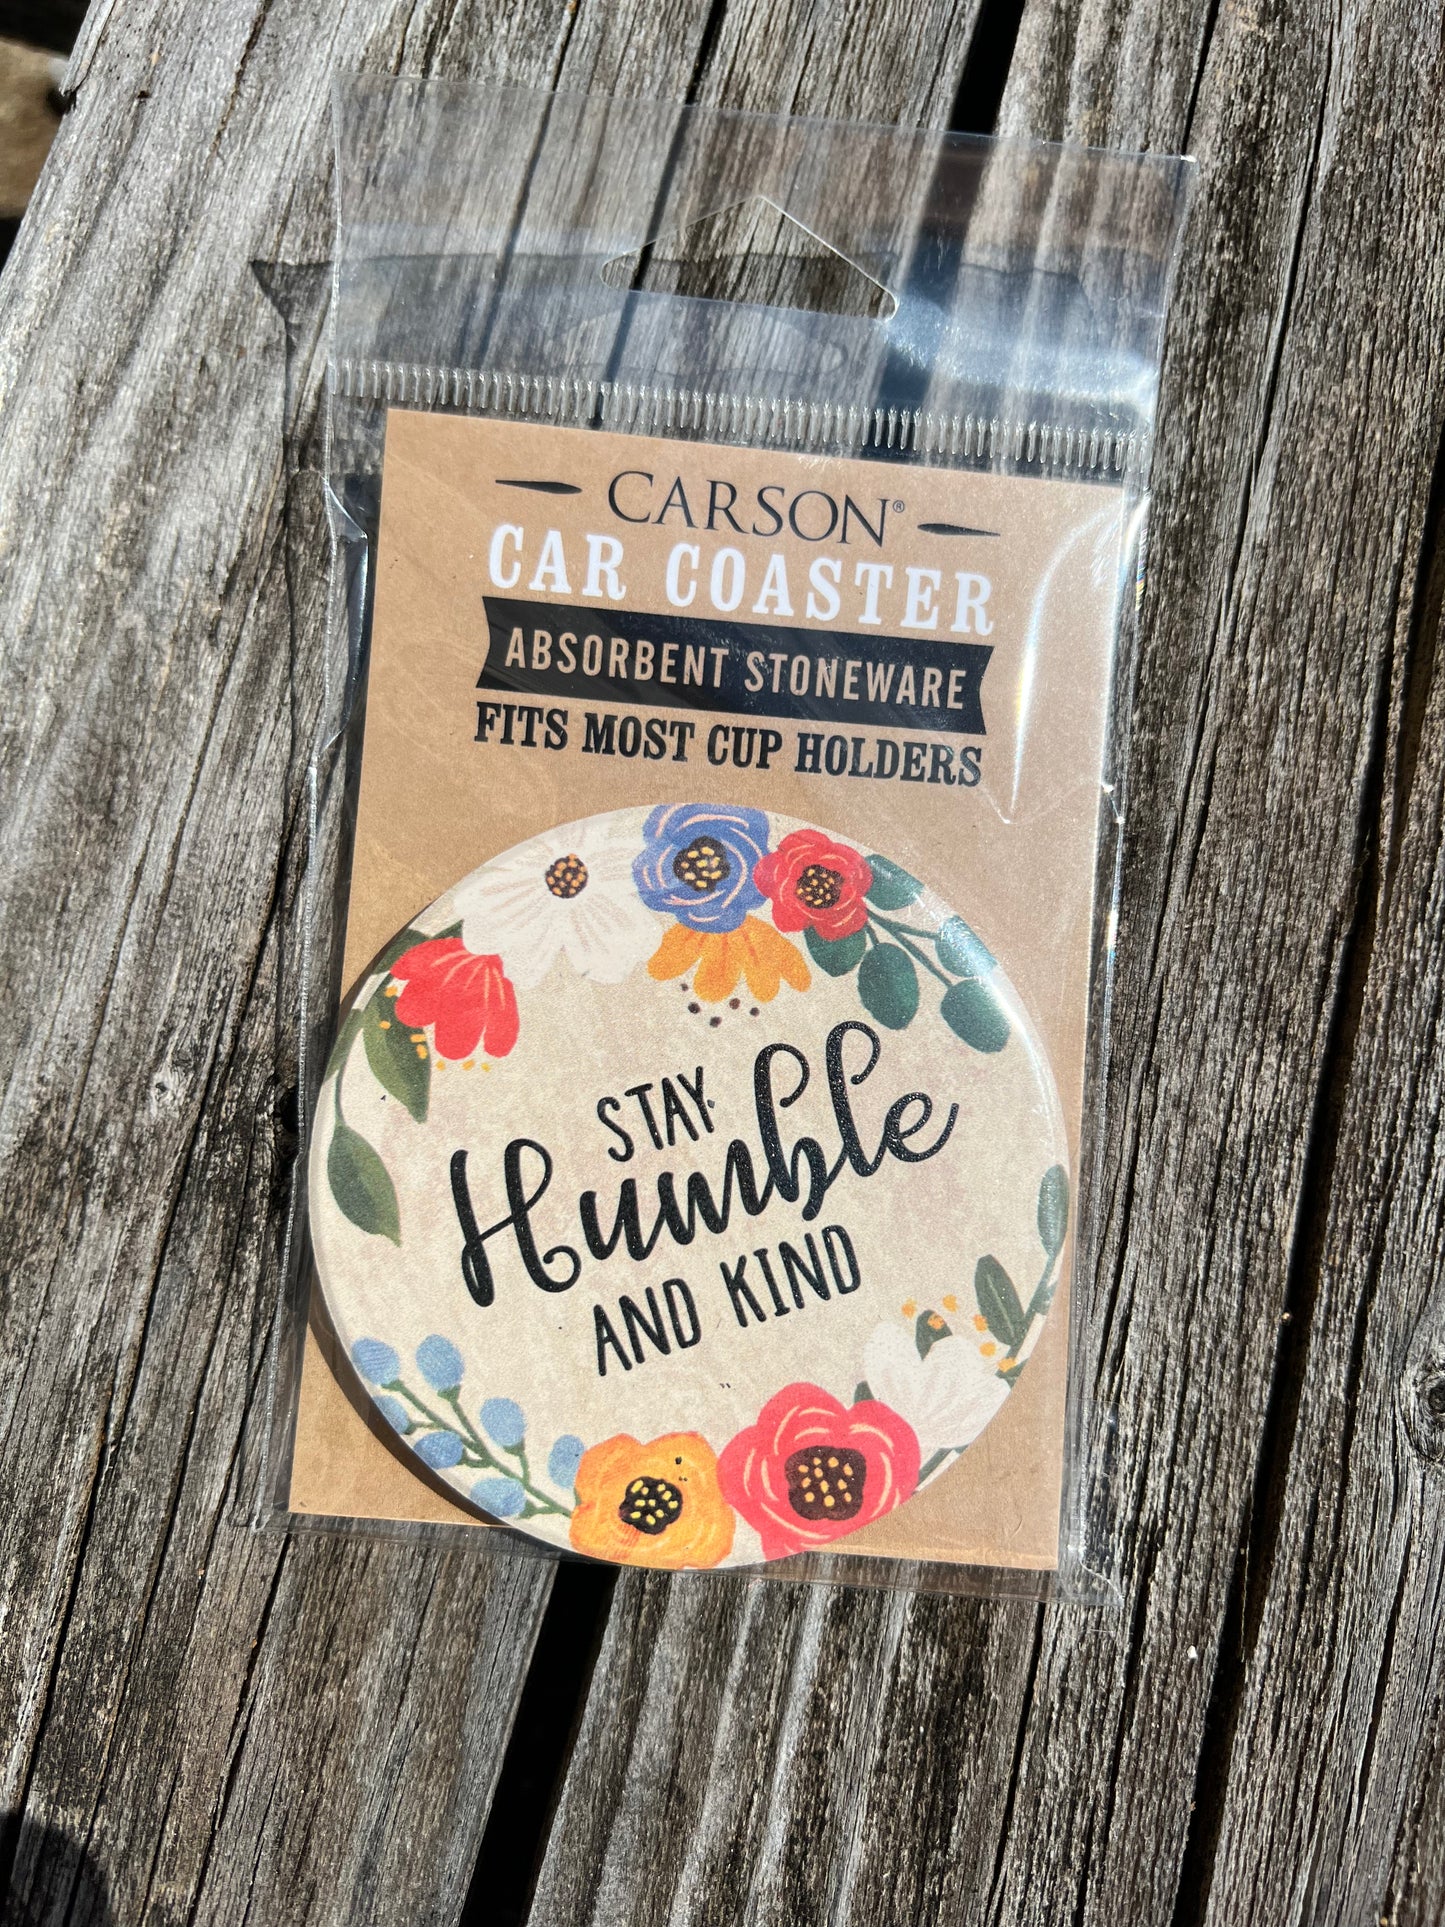 CARSON®
CAR COASTER
ABSORBENT STONEWARE
FITS MOST CUP HOLDERS
STAY
Humble
AND KIND